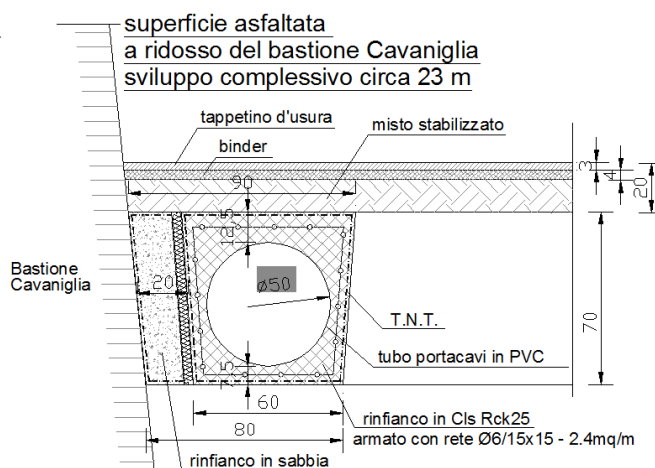 superficie asfaltata
a ridosso del bastione Cavaniglia
sviluppo complessivo circa 23 m
tappetino d'usura
misto stabilizzato
binder
3
4
20
90
12,5
Bastione
Cavaniglia
20
Ø50
T.N.T.
70
tubo portacavi in PVC
7,5
60
rinfianco in Cls Rck25
80
armato con rete Ø6/15x15 - 2.4mq/m
rinfianco in sabbia